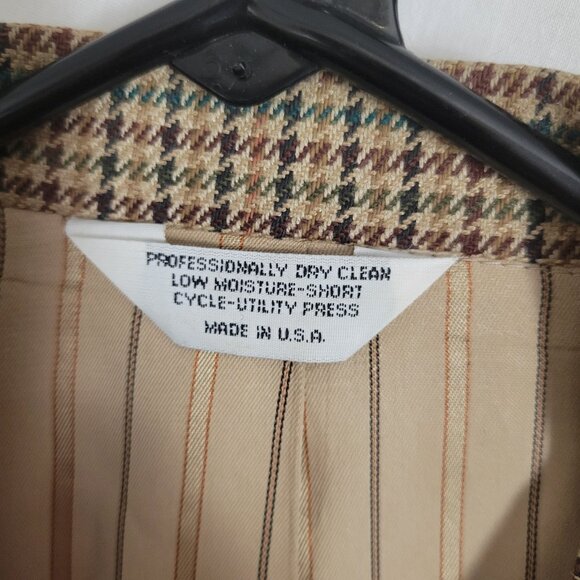 PROFESSIONALLY DRY CLEAN
LOW MOISTURE-SHORT
CYCLE-UTILITY PRESS
MADE IN U.S.A.